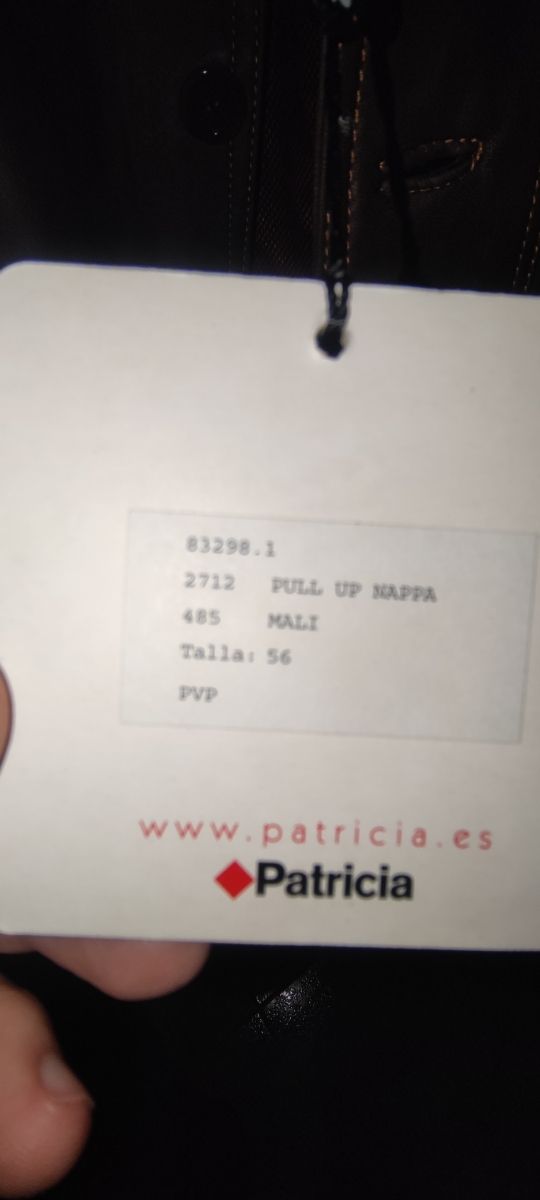 83298.1
2712 PULL UP NAPPA
485 MALI
Talla: 56
PVP
www.patricia.es
Patricia